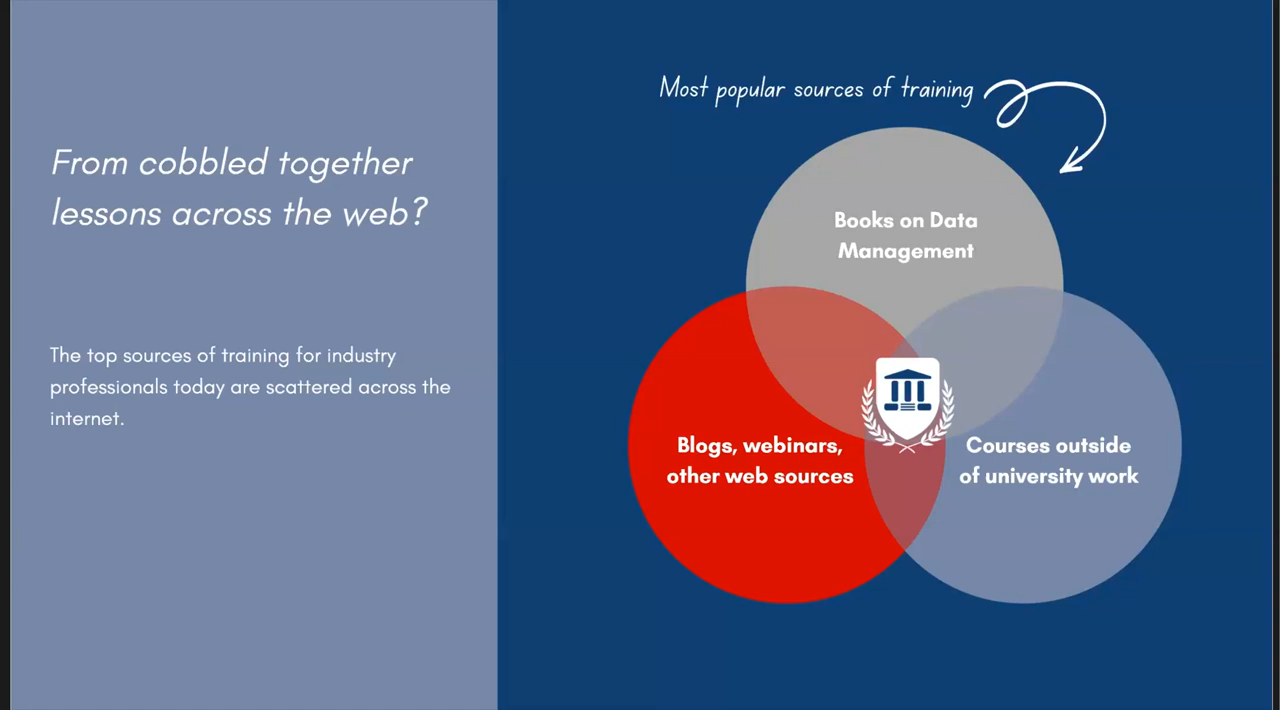 From cobbled together
lessons across the web?
The top sources of training for industry
professionals today are scattered across the
internet.
Most popular sources of training
Books on Data
Management
Blogs, webinars,
other web sources
Courses outside
of university work